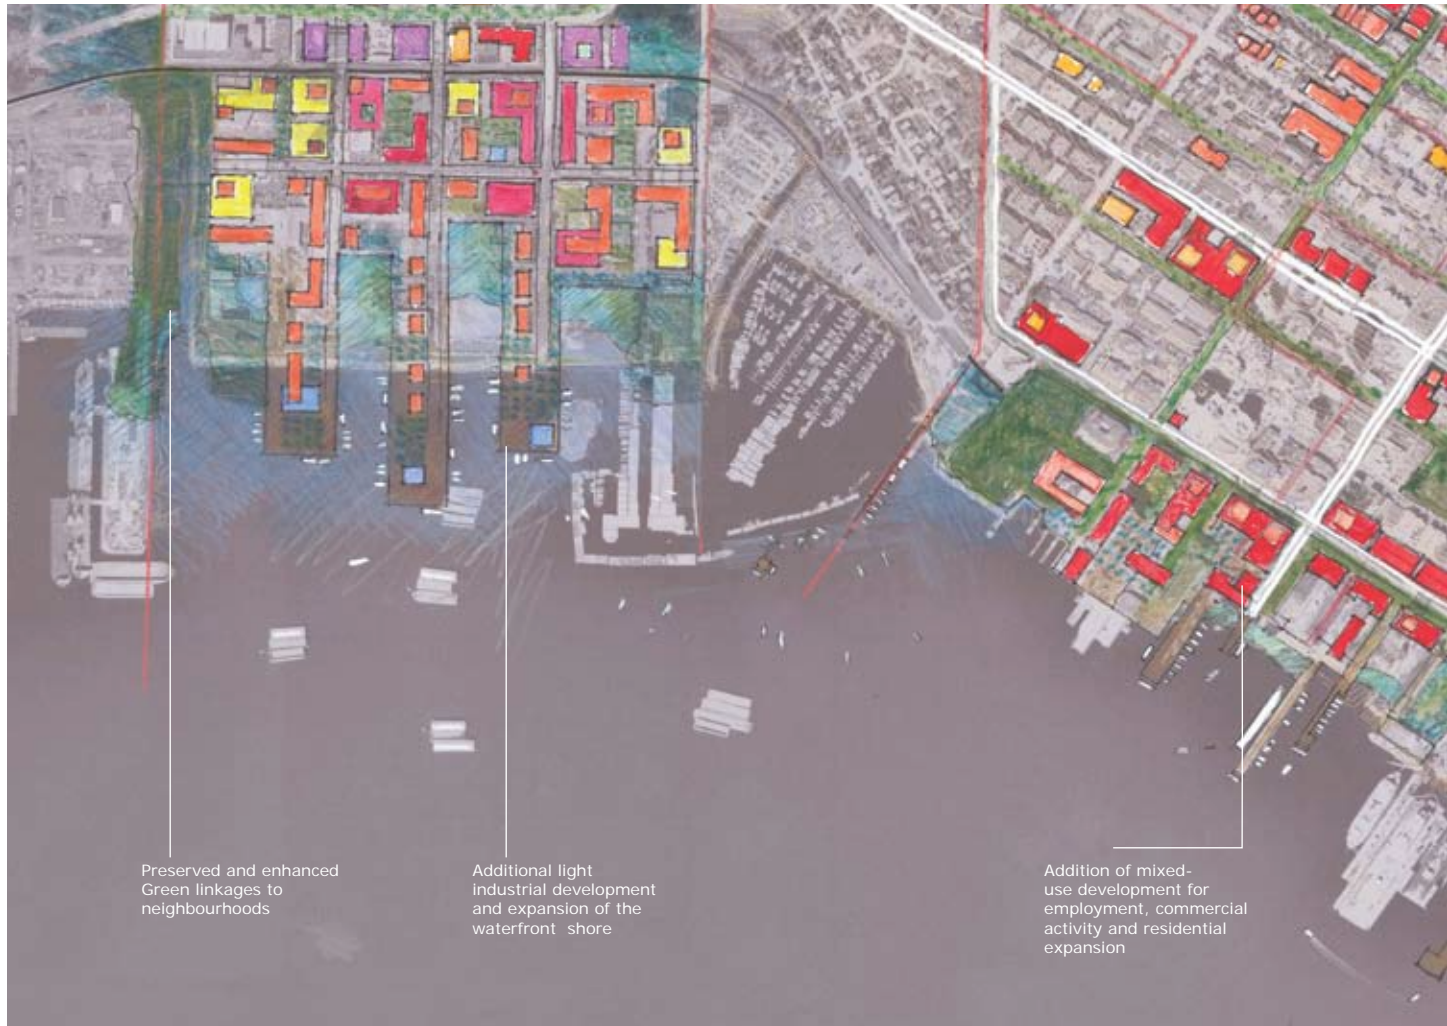 Preserved and enhanced
Green linkages to
neighbourhoods
Additional light
industrial development
and expansion of the
waterfront shore
Addition of mixed-
use development for
employment, commercial
activity and residential
expansion